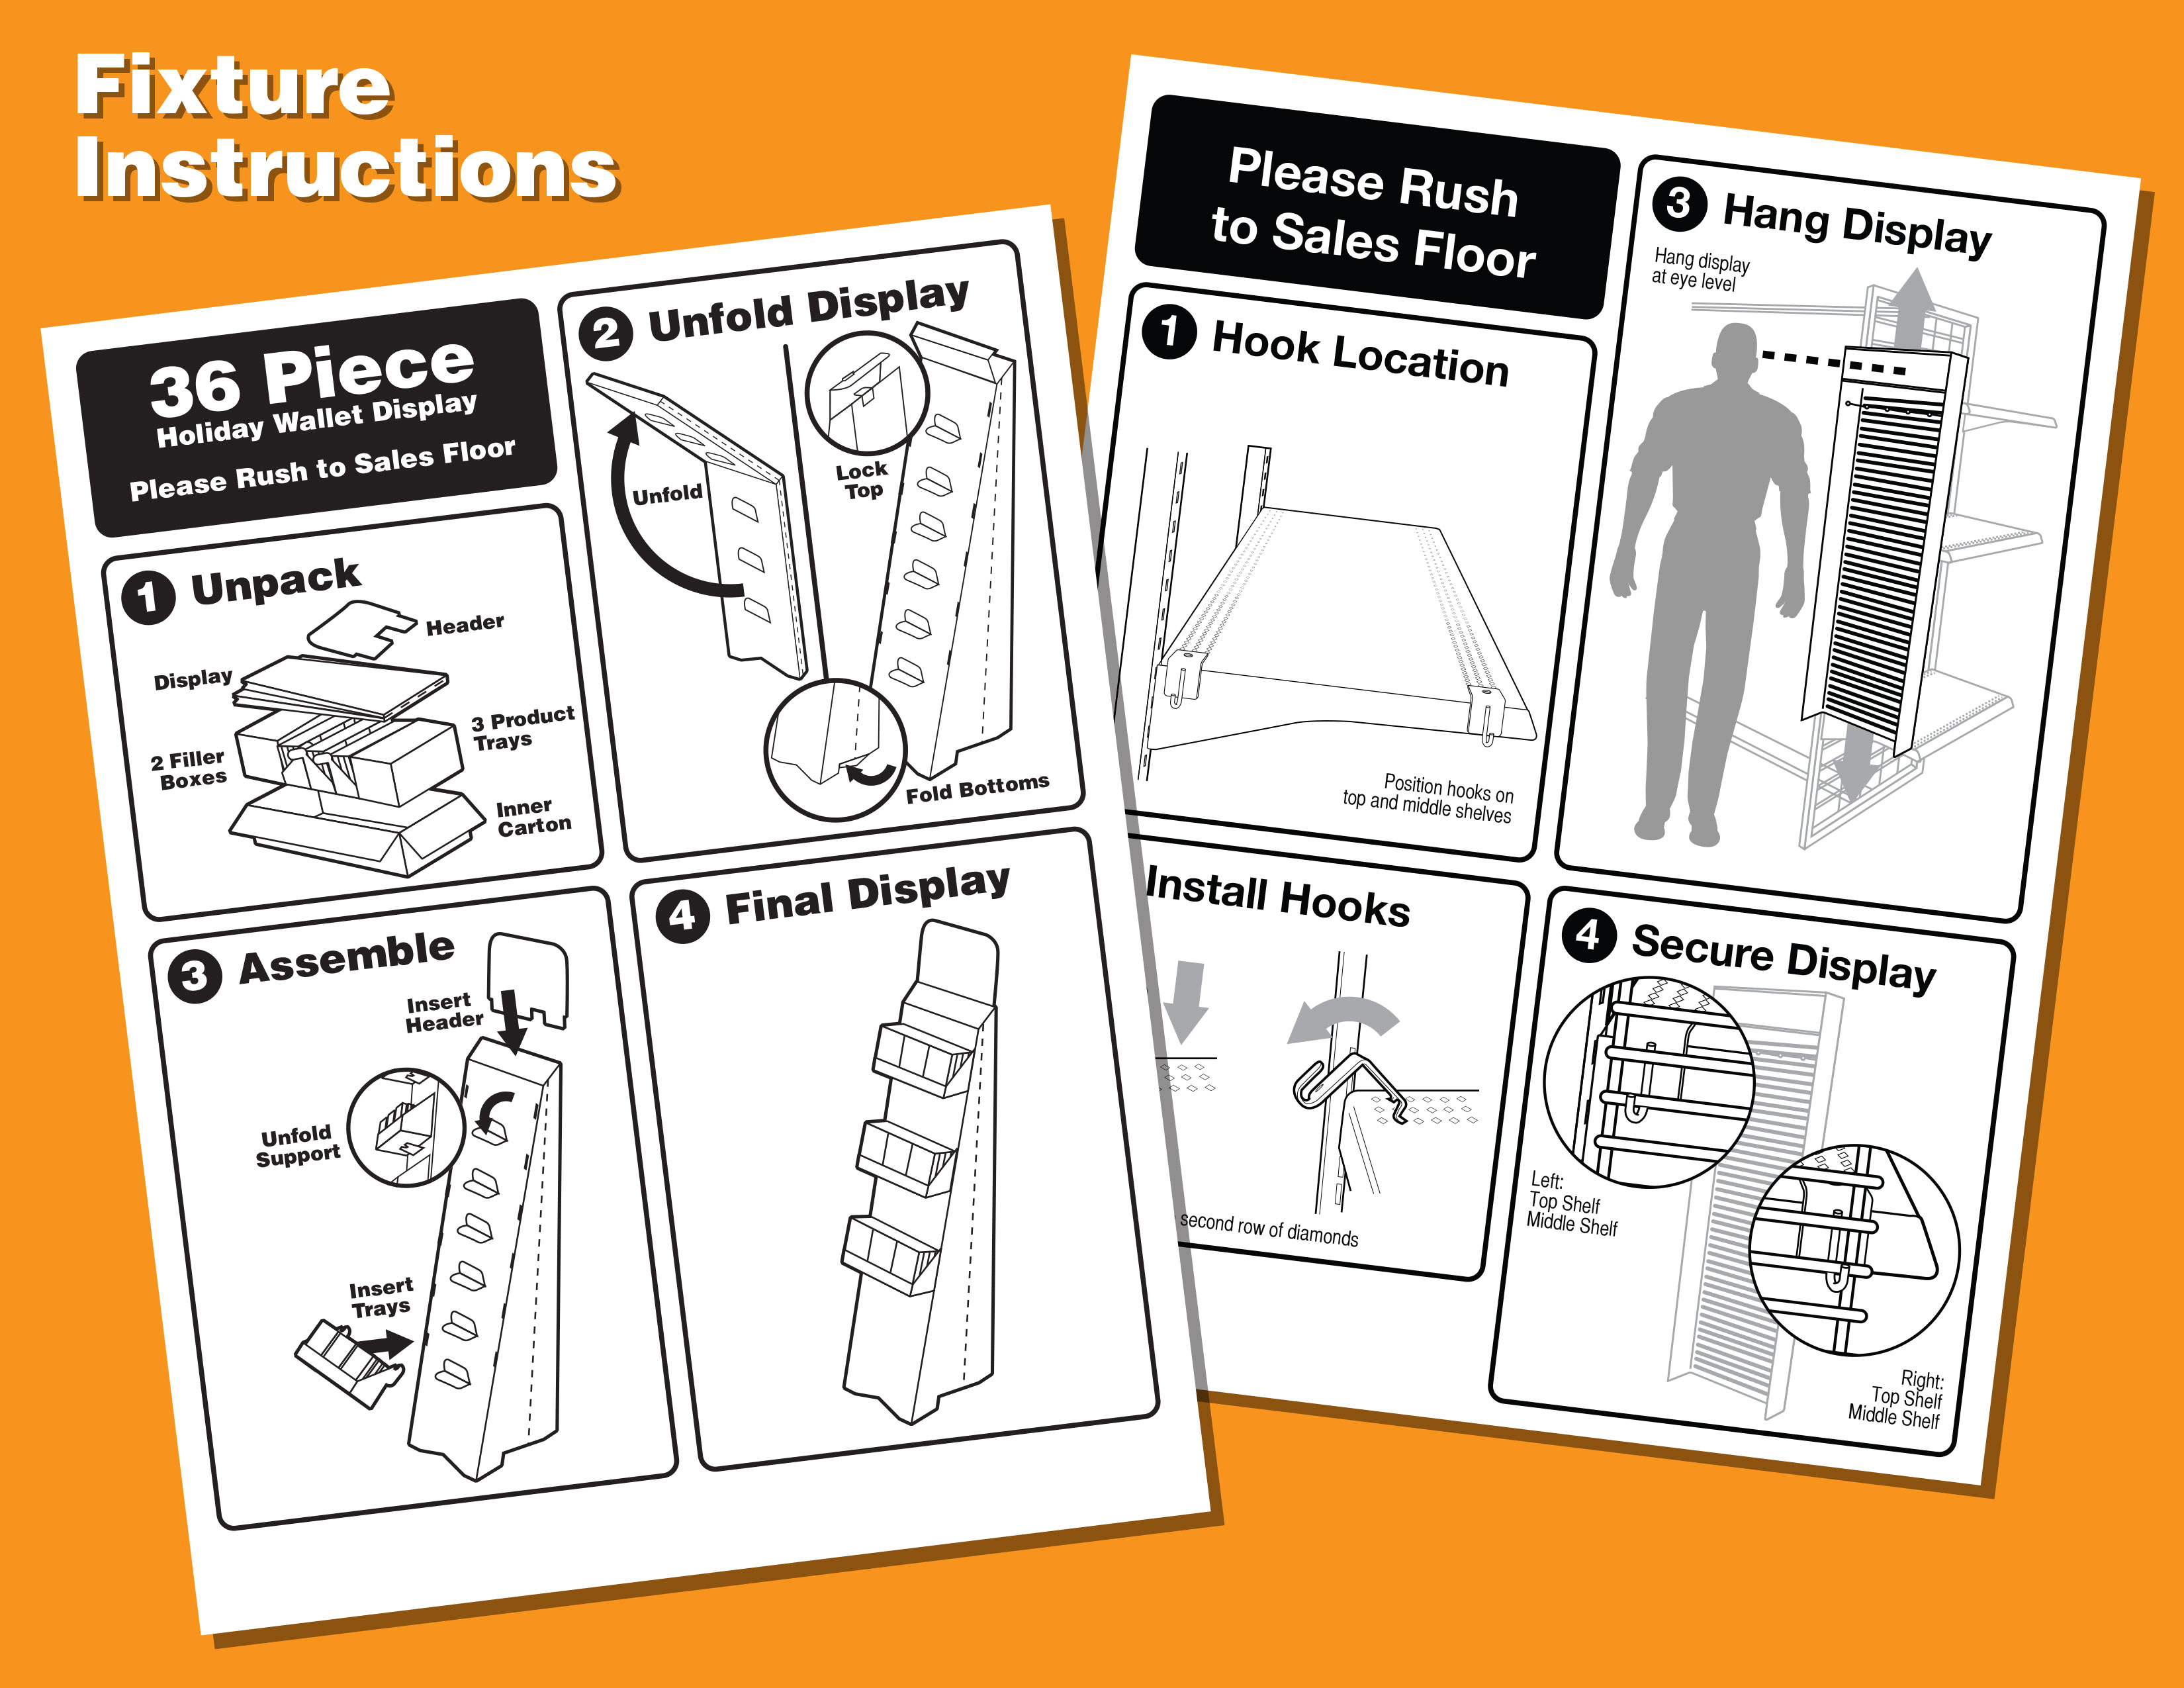 Fixture
Instructions
36 Piece
Holiday Wallet Display
Please Rush to Sales Floor
1 Unpack
Header
Display
3 Product
Trays
2 Filler
Boxes
Inner
Carton
2 Unfold Display
Unfold
Lock
Top
Fold Bottoms
3 Assemble
Insert
Header
Unfold
Support
Insert
Trays
4 Final Display
Please Rush
to Sales Floor
1 Hook Location
Position hooks on
top and middle shelves
Install Hooks
second row of diamonds
3 Hang Display
Hang display
at eye level
4 Secure Display
Left:
Top Shelf
Middle Shelf
Right:
Top Shelf
Middle Shelf